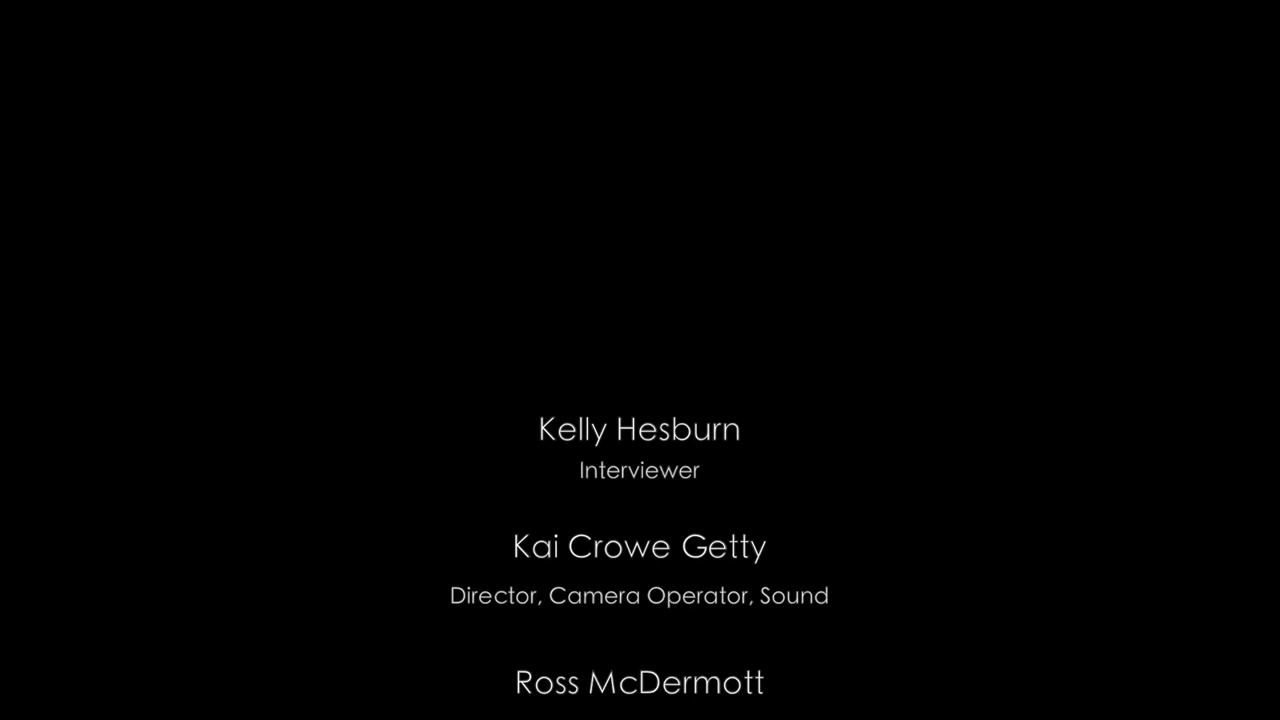 Kelly Hesburn
Interviewer
Kai Crowe Getty
Director, Camera Operator, Sound
Ross McDermott